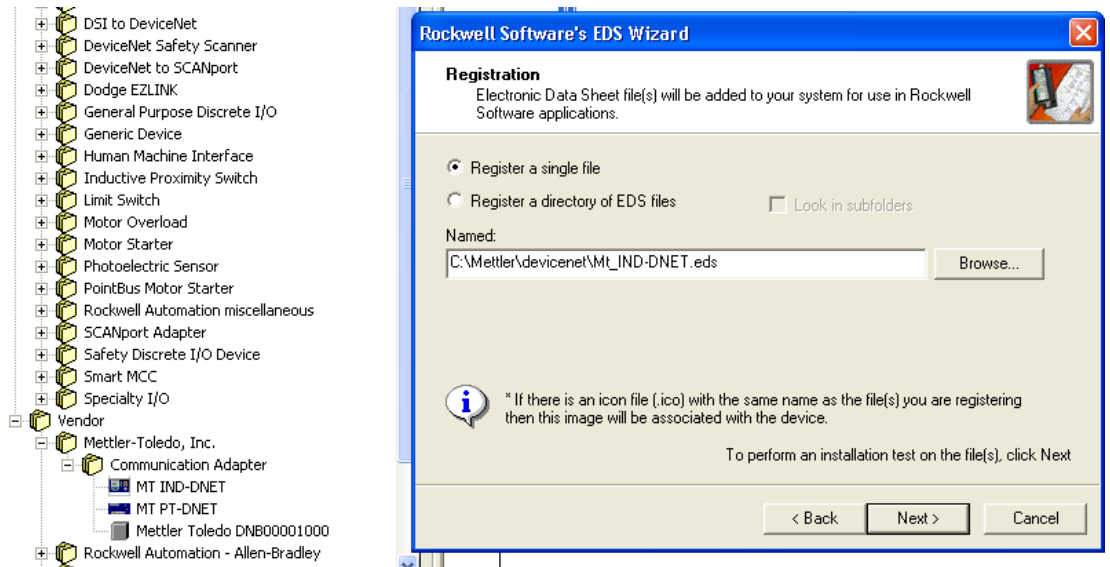 DSI to DeviceNet
DeviceNet Safety Scanner
DeviceNet to SCANport
Dodge EZLINK
General Purpose Discrete I/O
Generic Device
Human Machine Interface
Inductive Proximity Switch
Limit Switch
Motor Overload
Motor Starter
Photoelectric Sensor
PointBus Motor Starter
Rockwell Automation miscellaneous
SCANport Adapter
Safety Discrete I/O Device
Smart MCC
Specialty I/O
Vendor
Mettler-Toledo, Inc.
Communication Adapter
MT IND-DNET
MT PT-DNET
Mettler Toledo DNB00001000
Rockwell Automation - Allen-Bradley
Rockwell Software's EDS Wizard
Registration
Electronic Data Sheet file(s) will be added to your system for use in Rockwell
Software applications.
Register a single file
Register a directory of EDS files
Look in subfolders
Named:
C:\Mettler\devicenet\Mt_IND-DNET.eds
Browse...
* If there is an icon file (.ico) with the same name as the file(s) you are registering
then this image will be associated with the device.
To perform an installation test on the file(s), click Next
< Back
Next >
Cancel